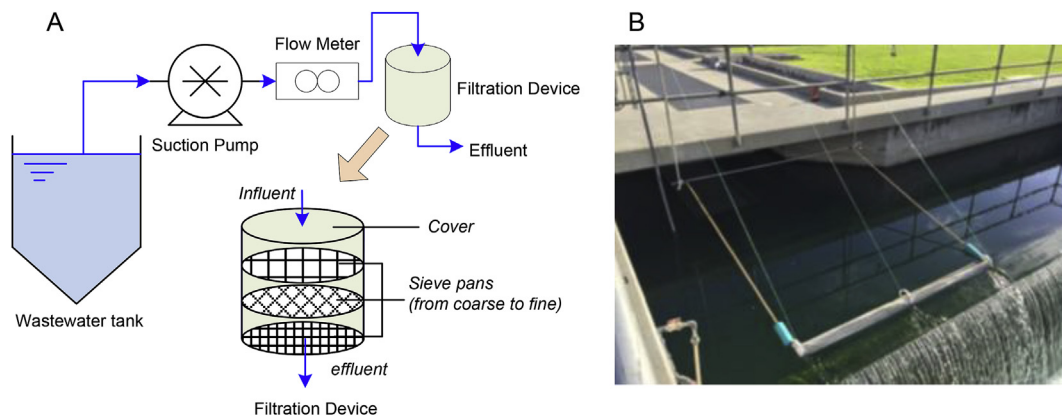 A
B
Flow Meter
Filtration Device
Suction Pump
Effluent
Influent
Cover
Sieve pans
(from coarse to fine)
Wastewater tank
effluent
Filtration Device